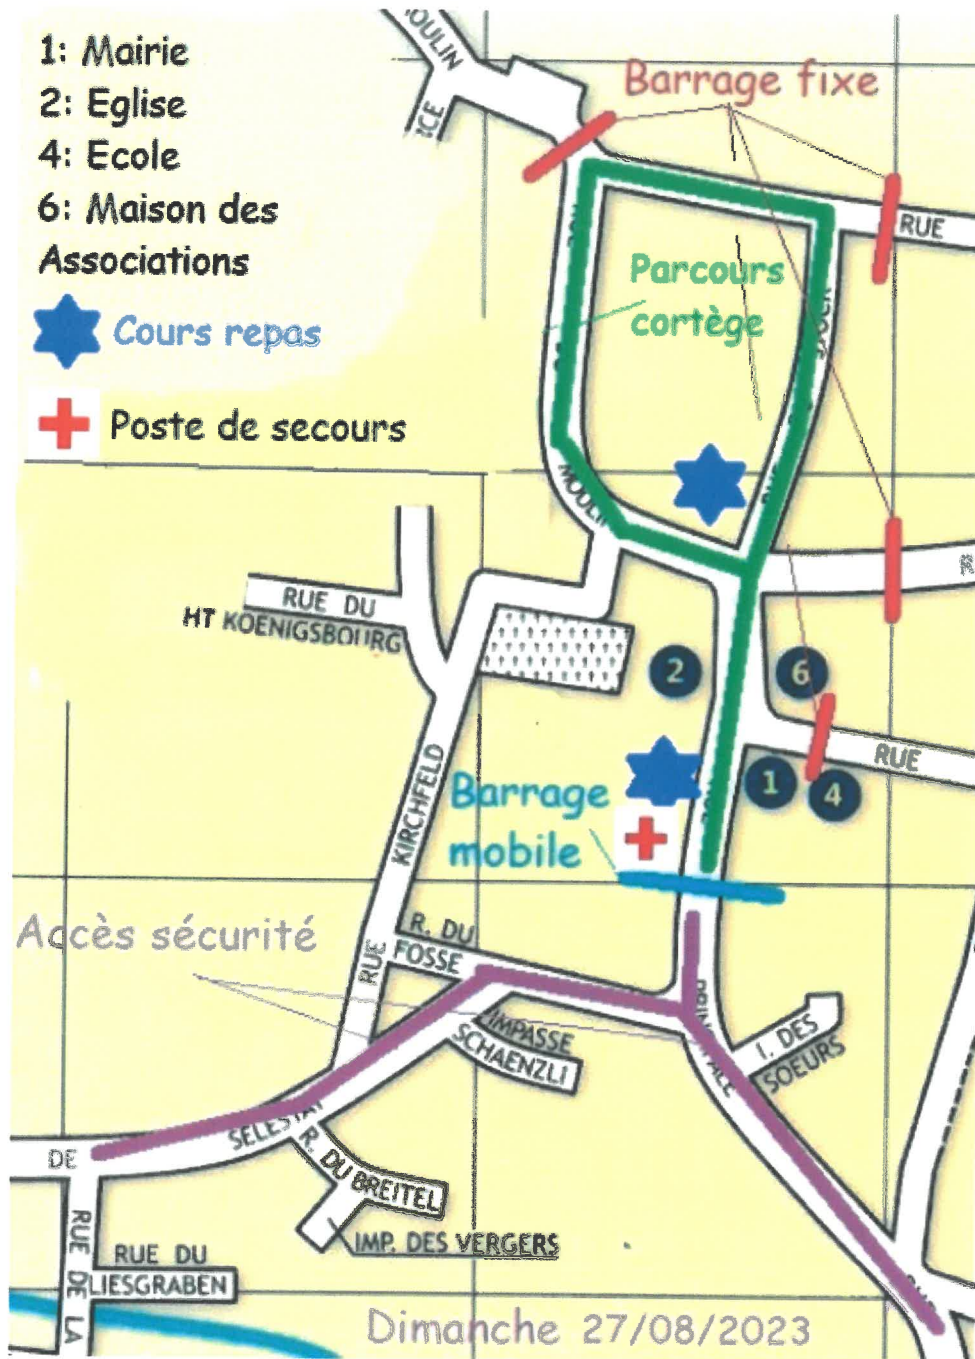 1: Mairie
2: Eglise
4: Ecole
6: Maison des
Associations
Cours repas
Poste de secours
MOULIN
Barrage fixe
RUE
Parcours
cortège
MOULIN
RUE DU
HT KOENIGSBOURG
2
6
RUE
1
4
Barrage
mobile
KIRCHFELD
RUE
Accès sécurité
R. DU
FOSSE
IMPASSE
SCHAENZLI
PRINCIPALE
I. DES
SOEURS
DE
SELESTAT
R. DU BREITEL
IMP. DES VERGERS
RUE DE LA
RUE DU
LIESGRABEN
Dimanche 27/08/2023